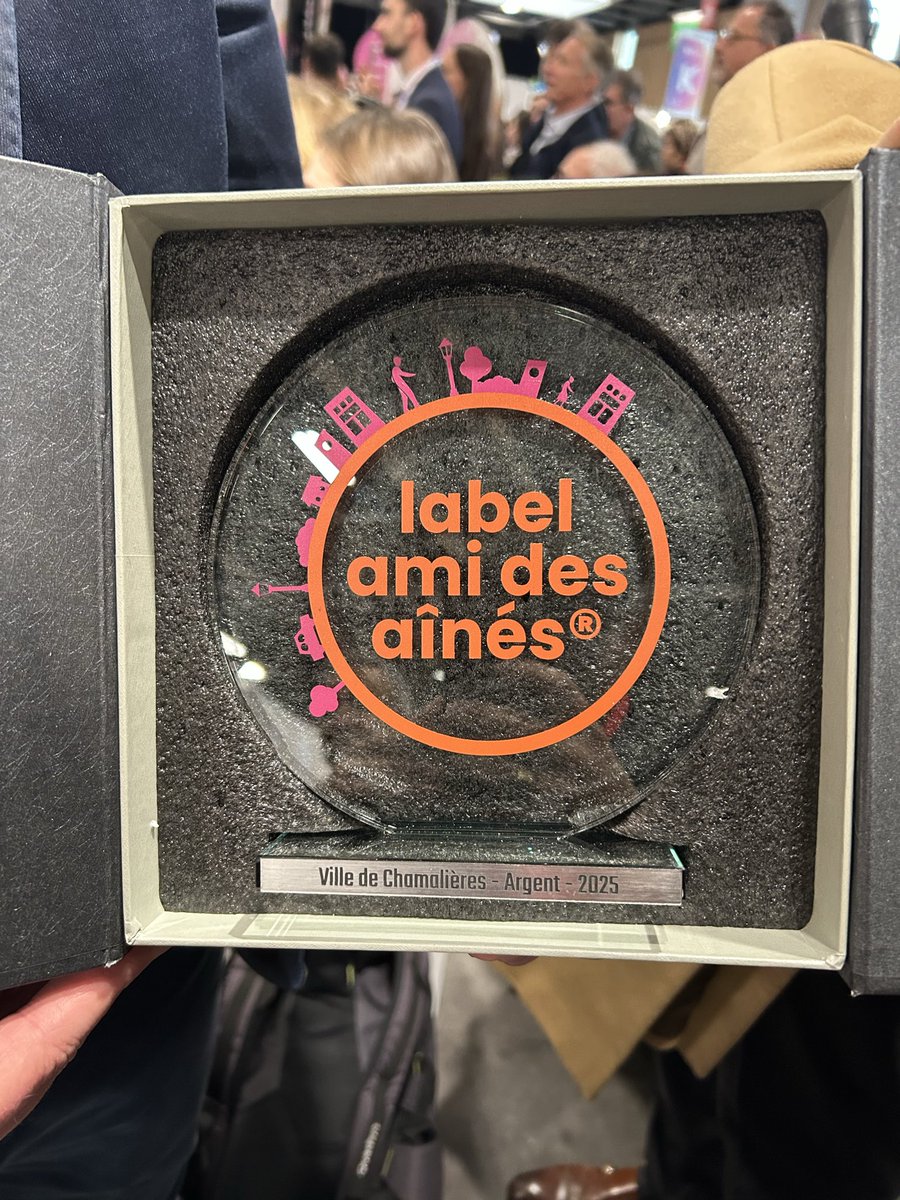 label
ami des
aînés®
Ville de Chamalières - Argent - 2025